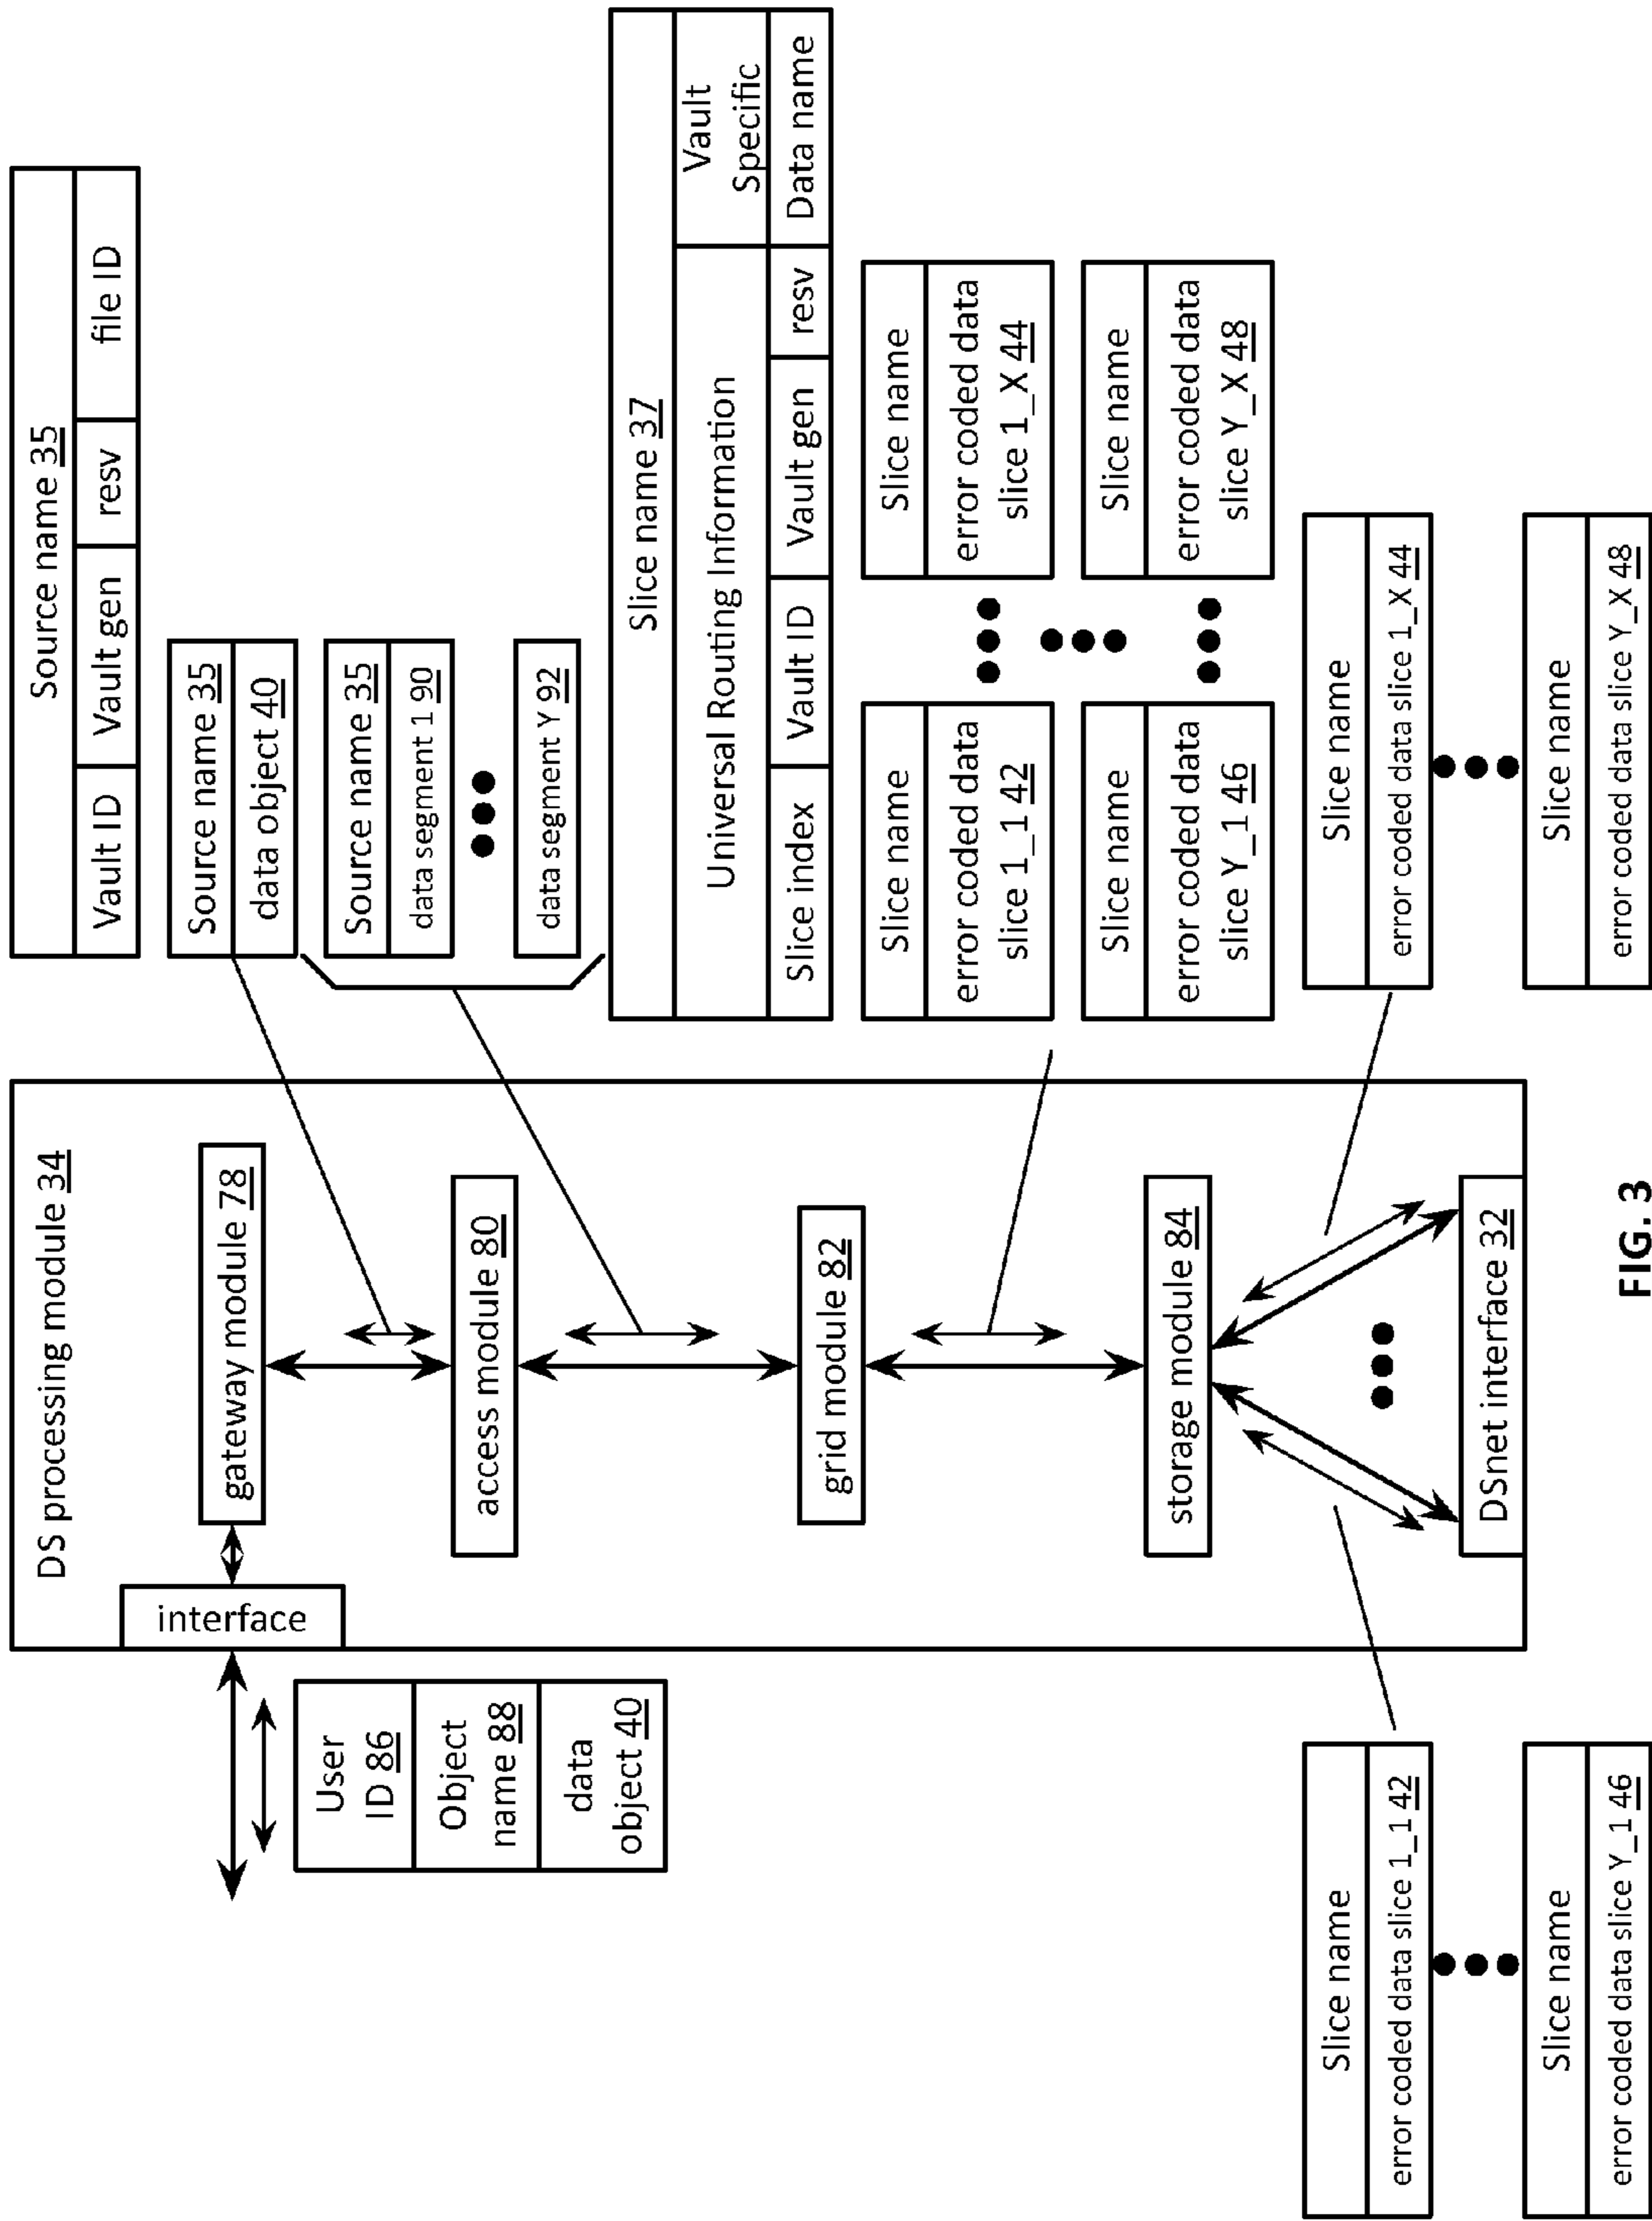 DS processing module 34
interface
gateway module 78
access module 80
grid module 82
storage module 84
DSnet interface 32
User
ID 86
Object
name 88
data
object 40
Source name 35
Vault ID
Vault gen
resv
file ID
Source name 35
data object 40
Source name 35
data segment 1 90
data segment Y 92
Slice name 37
Universal Routing Information
Vault
Specific
Slice index
Vault ID
Vault gen
resv
Data name
Slice name
error coded data
slice 1_1 42
Slice name
error coded data
slice 1_X 44
Slice name
error coded data
slice Y_1 46
Slice name
error coded data
slice Y_X 48
Slice name
error coded data slice 1_1 42
Slice name
error coded data slice Y_1 46
Slice name
error coded data slice 1_X 44
Slice name
error coded data slice Y_X 48
FIG. 3